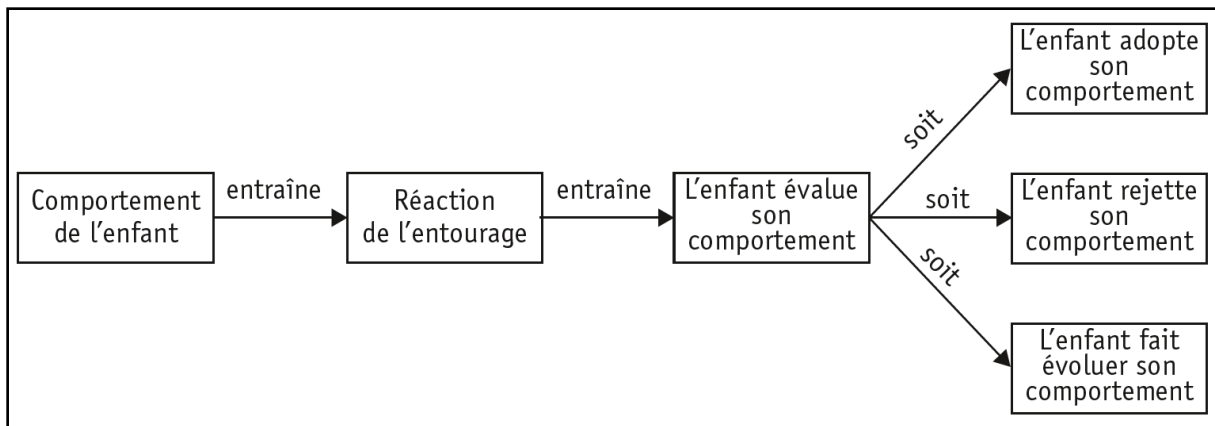 Comportement
de l'enfant
entraîne
Réaction
de l'entourage
entraîne
L'enfant évalue
son
comportement
soit
L'enfant adopte
son
comportement
soit
L'enfant rejette
son
comportement
soit
L'enfant fait
évoluer son
comportement